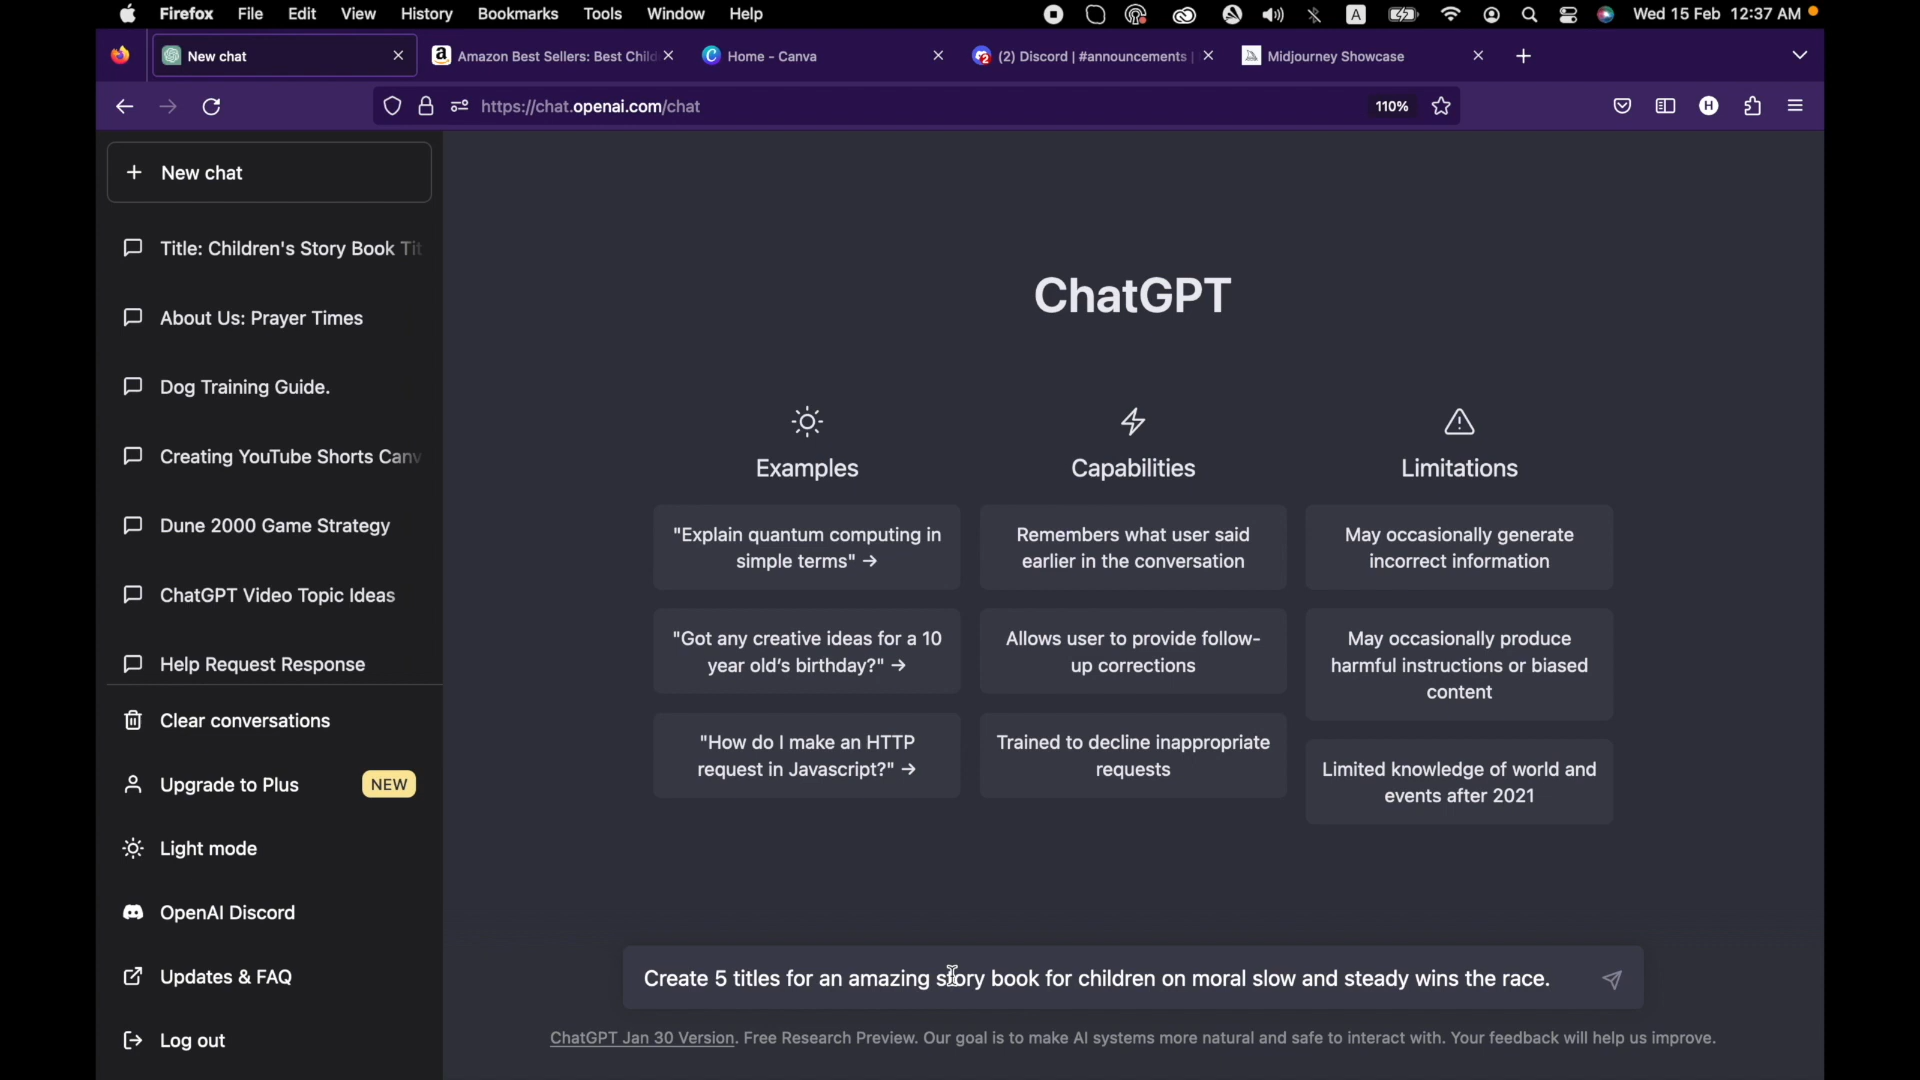 Firefox File Edit View History Bookmarks Tools Window Help A Wed 15 Feb 12:37 AM
New chat a Amazon Best Sellers: Best Child C Home - Canva 2 (2) Discord | #announcements | Midjourney Showcase
https://chat.openai.com/chat 110% H
New chat
Title: Children's Story Book Tit
About Us: Prayer Times
Dog Training Guide.
Creating YouTube Shorts Canv
Dune 2000 Game Strategy
ChatGPT Video Topic Ideas
Help Request Response
Clear conversations
Upgrade to Plus NEW
Light mode
OpenAI Discord
Updates & FAQ
Log out
ChatGPT
Examples
"Explain quantum computing in
simple terms" →
"Got any creative ideas for a 10
year old's birthday?" →
"How do I make an HTTP
request in Javascript?" →
Capabilities
Remembers what user said
earlier in the conversation
Allows user to provide follow-
up corrections
Trained to decline inappropriate
requests
Limitations
May occasionally generate
incorrect information
May occasionally produce
harmful instructions or biased
content
Limited knowledge of world and
events after 2021
Create 5 titles for an amazing story book for children on moral slow and steady wins the race.
ChatGPT Jan 30 Version. Free Research Preview. Our goal is to make AI systems more natural and safe to interact with. Your feedback will help us improve.